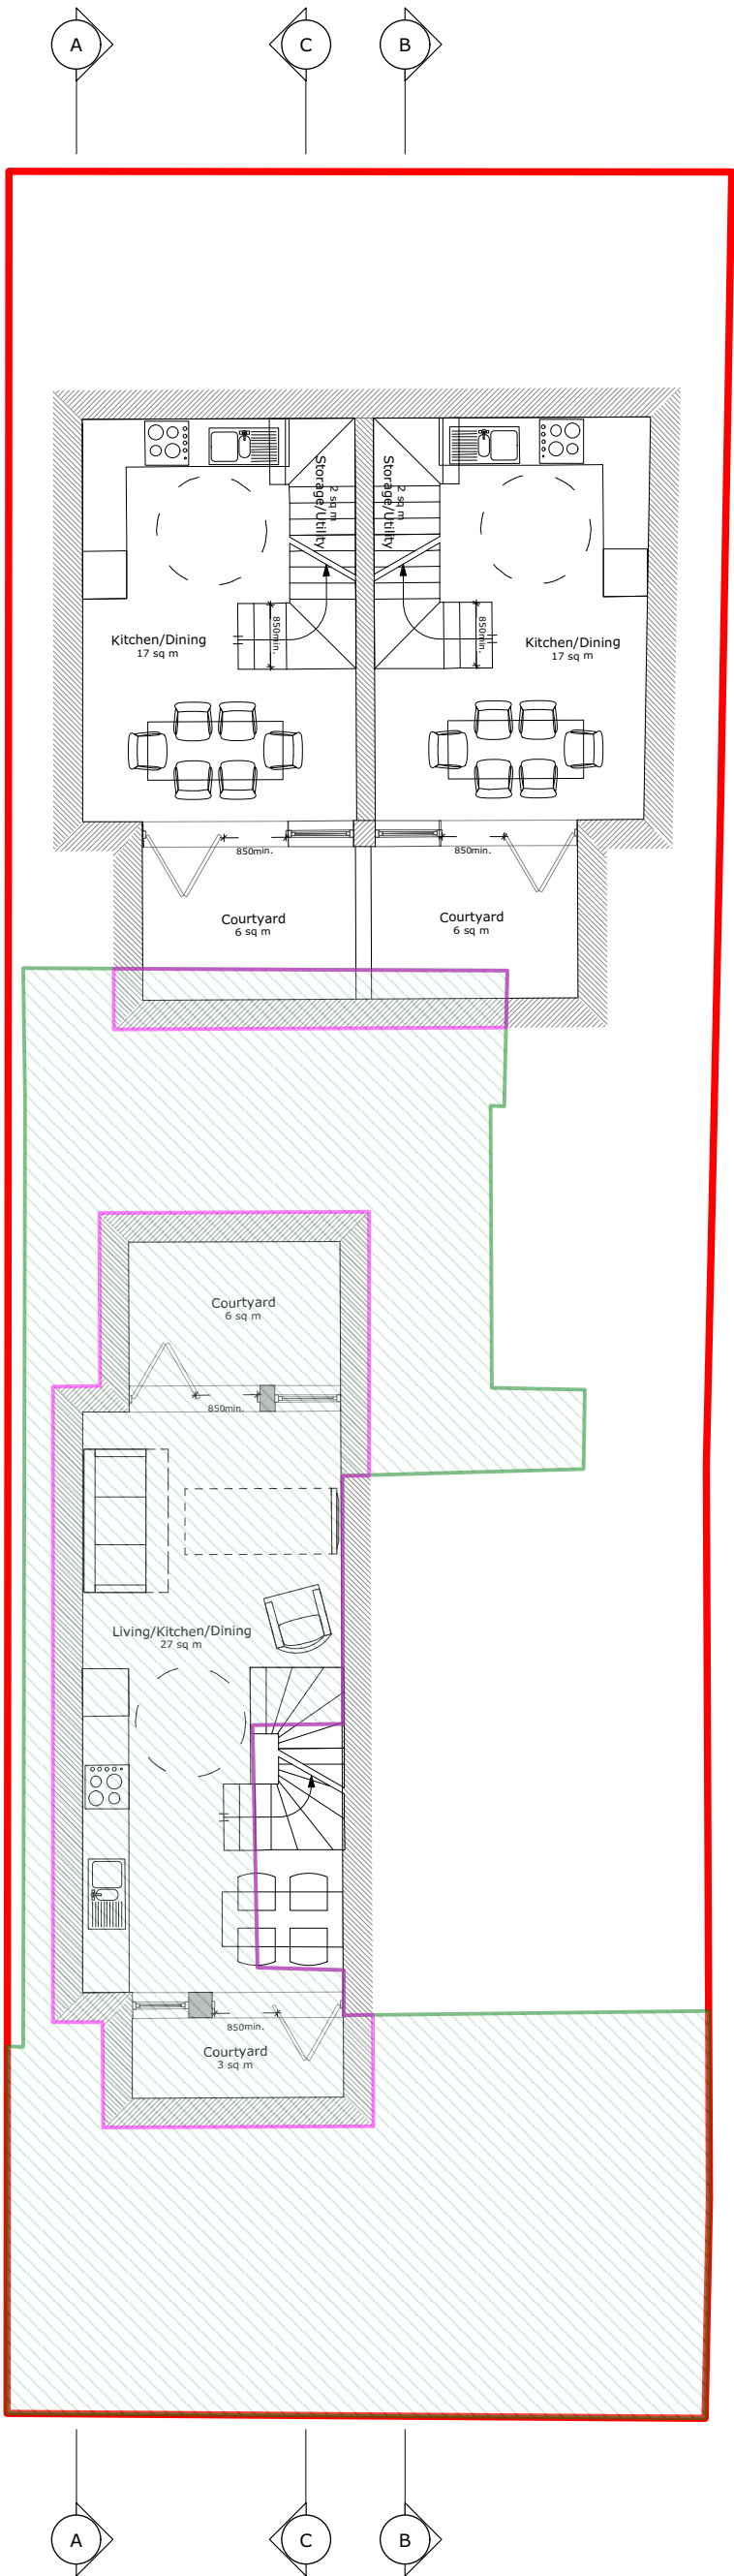 A
C
B
Storage/Utility
2 sq m
Storage/Utility
2 sq m
850min.
850min.
Kitchen/Dining
17 sq m
Kitchen/Dining
17 sq m
850min.
850min.
Courtyard
6 sq m
Courtyard
6 sq m
Courtyard
6 sq m
850min.
Living/Kitchen/Dining
27 sq m
850min.
Courtyard
3 sq m
A
C
B